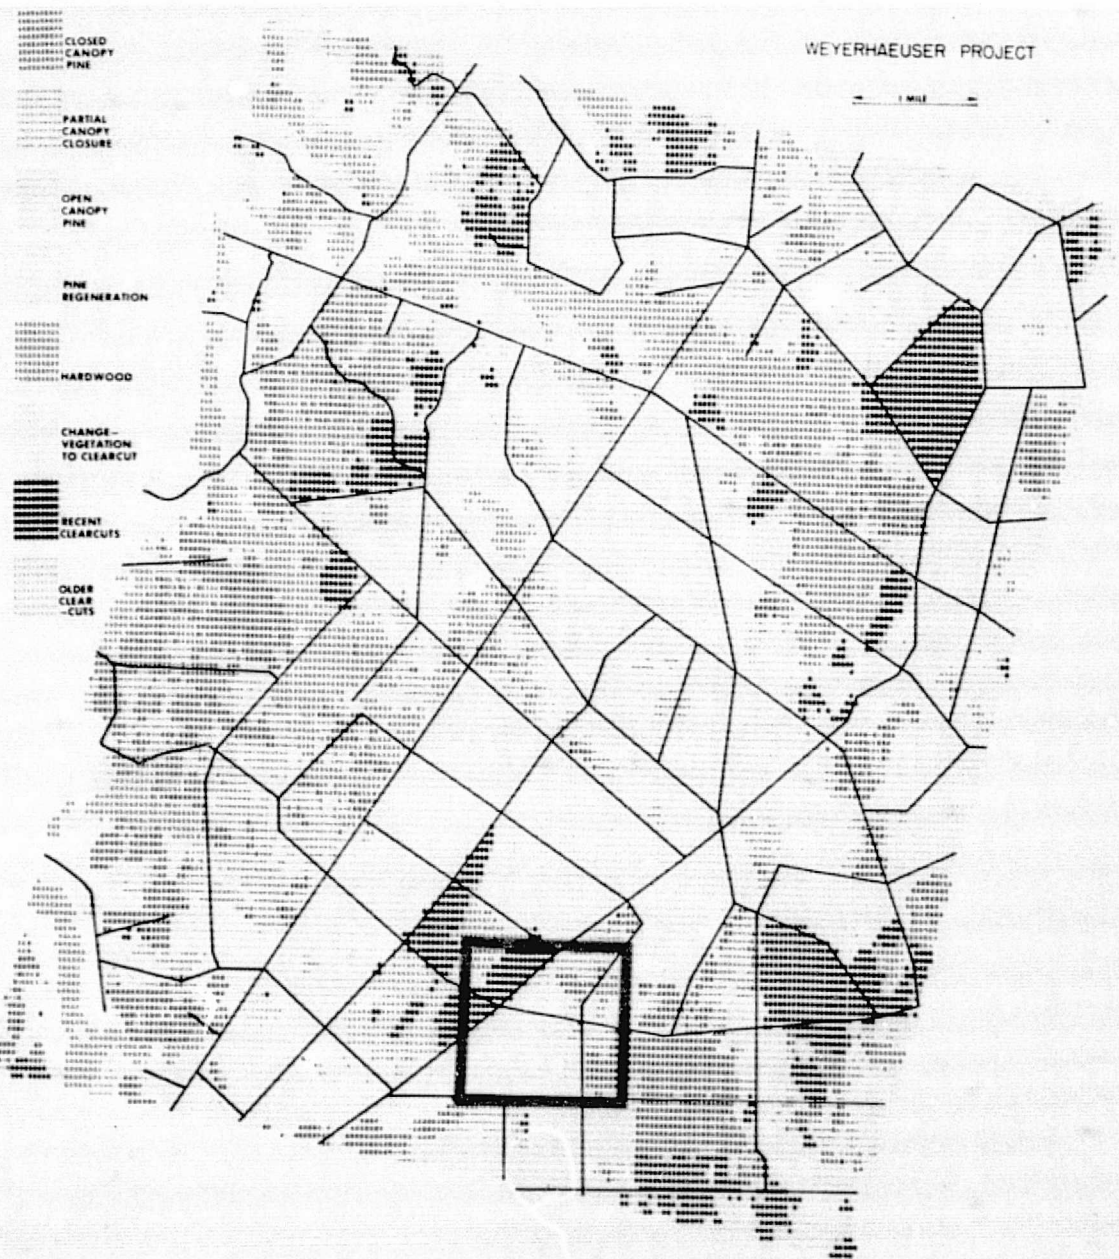 CLOSED
CANOPY
PINE
WEYERHAEUSER PROJECT
1 MILE
PARTIAL
CANOPY
CLOSURE
OPEN
CANOPY
PINE
PINE
REGENERATION
HARDWOOD
CHANGE-
VEGETATION
TO CLEARCUT
RECENT
CLEARCUTS
OLDER
CLEAR
-CUTS